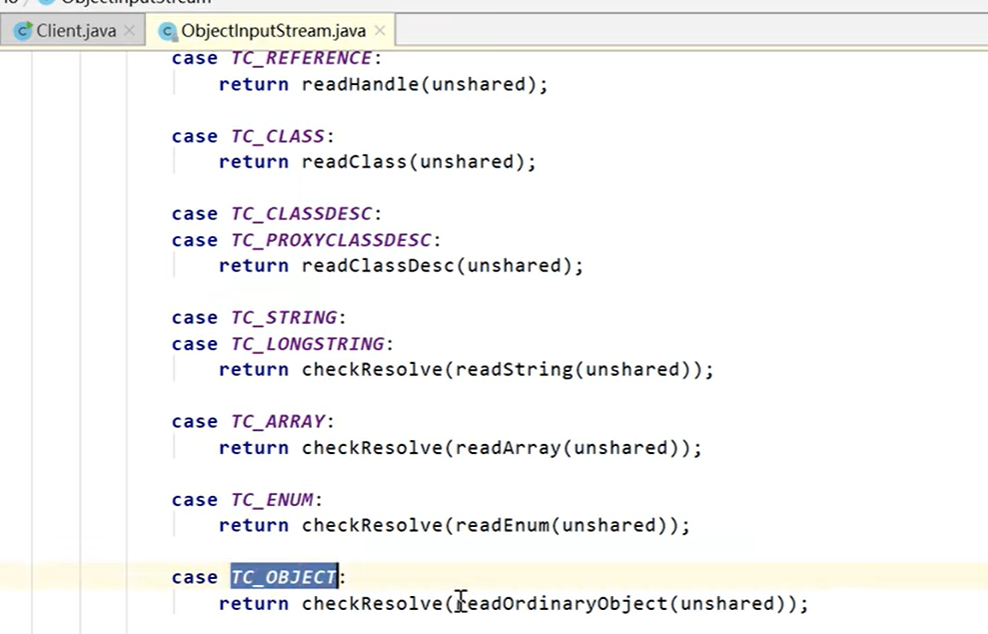 ObjectInputStream
Client.java ObjectInputStream.java
case TC_REFERENCE:
return readHandle(unshared);
case TC_CLASS:
return readClass(unshared);
case TC_CLASSDESC:
case TC_PROXYCLASSDESC:
return readClassDesc(unshared);
case TC_STRING:
case TC_LONGSTRING:
return checkResolve(readString(unshared));
case TC_ARRAY:
return checkResolve(readArray(unshared));
case TC_ENUM:
return checkResolve(readEnum(unshared));
case TC_OBJECT:
return checkResolve(readOrdinaryObject(unshared));